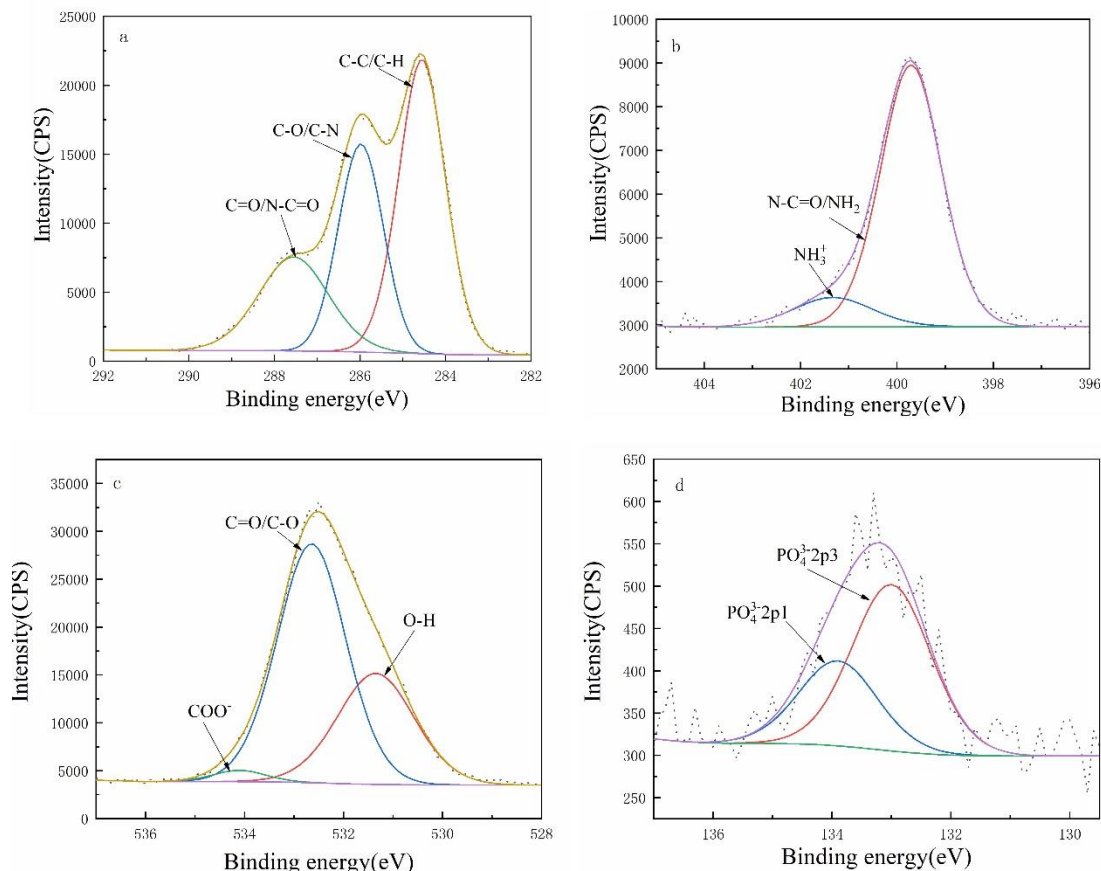 a
Intensity(CPS)
25000
20000
15000
10000
5000
0
C-C/C-H
C-O/C-N
C=O/N-C=O
292 290 288 286 284 282
Binding energy(eV)
b
Intensity(CPS)
10000
9000
8000
7000
6000
5000
4000
3000
2000
N-C=O/NH₂
NH₃⁺
404 402 400 398 396
Binding energy(eV)
c
Intensity(CPS)
35000
30000
25000
20000
15000
10000
5000
0
C=O/C-O
O-H
COO⁻
536 534 532 530 528
Binding energy(eV)
d
Intensity(CPS)
650
600
550
500
450
400
350
300
250
PO₄³⁻2p3
PO₄³⁻2p1
136 134 132 130
Binding energy(eV)